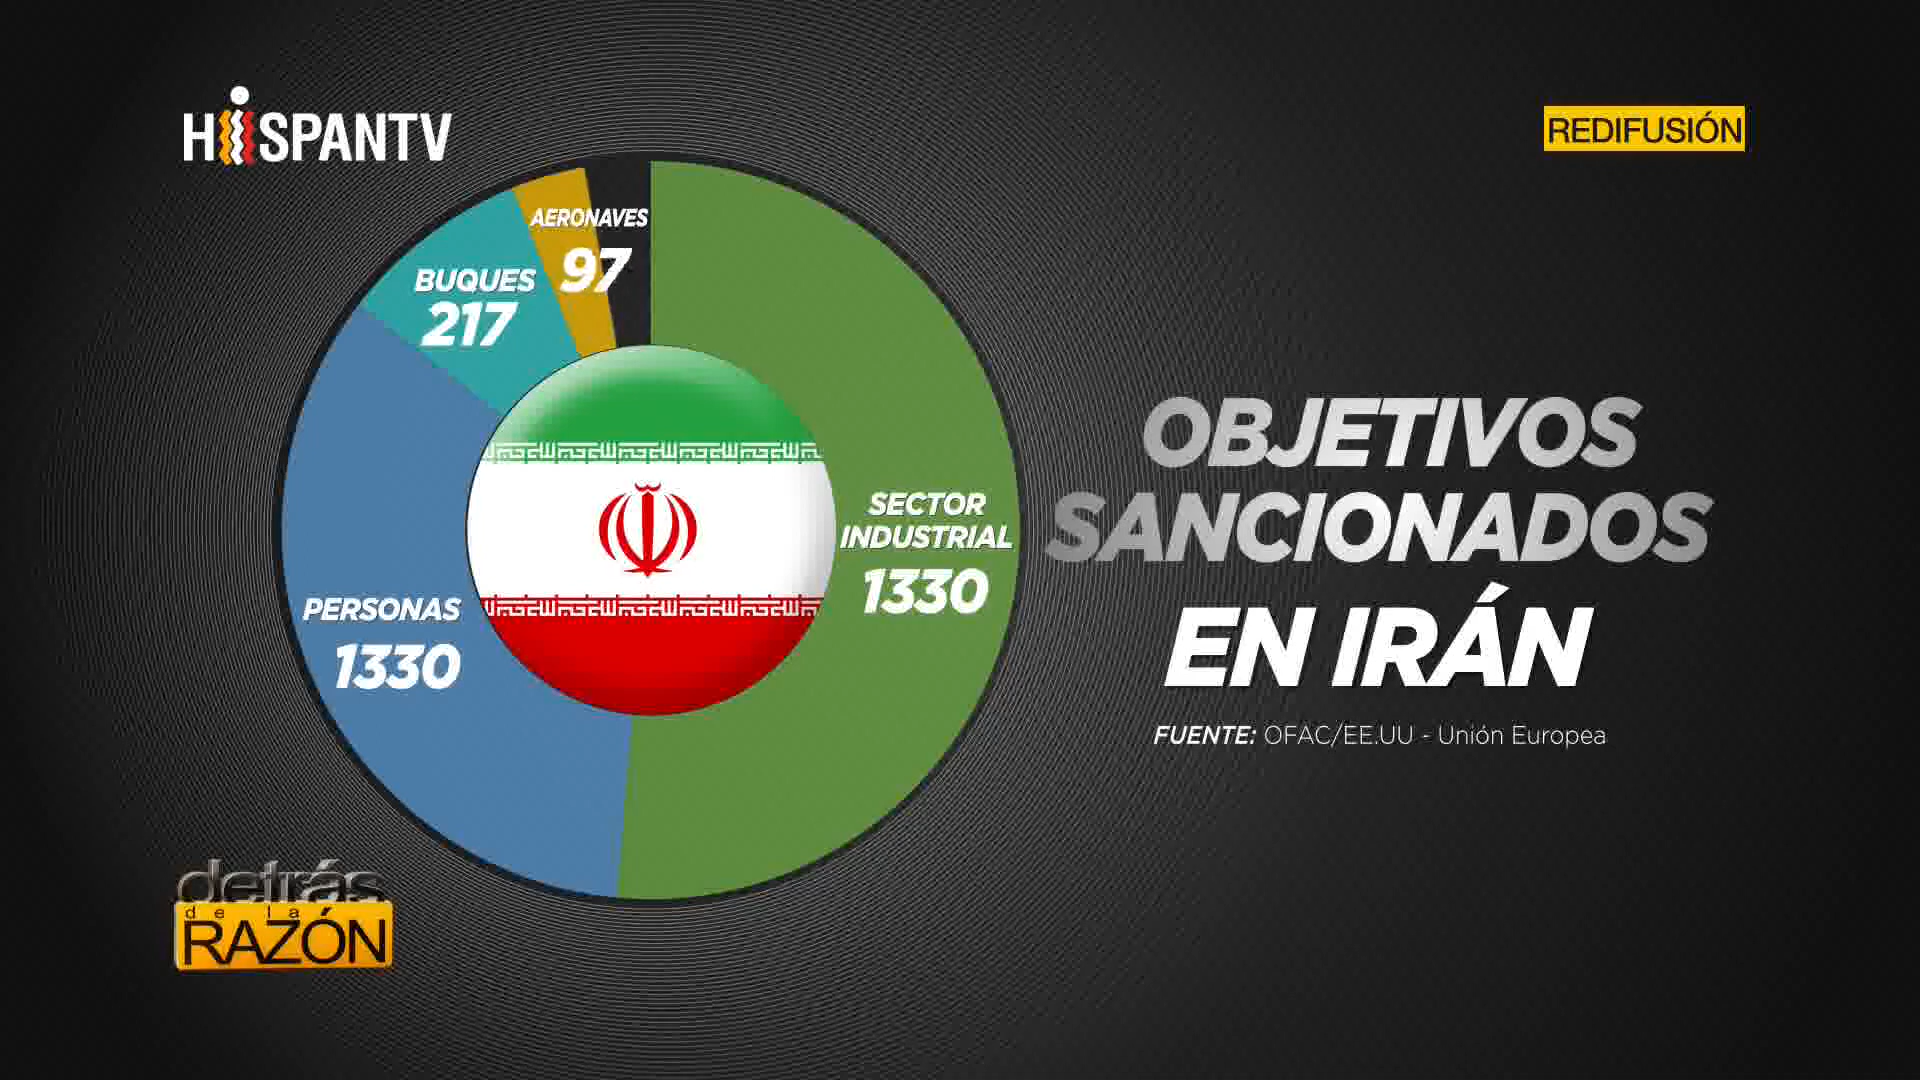 HISPANTV
REDIFUSIÓN
AERONAVES
97
BUQUES
217
SECTOR
INDUSTRIAL
1330
PERSONAS
1330
OBJETIVOS
SANCIONADOS
EN IRÁN
FUENTE: OFAC/EE.UU - Unión Europea
detrás
de la
RAZÓN